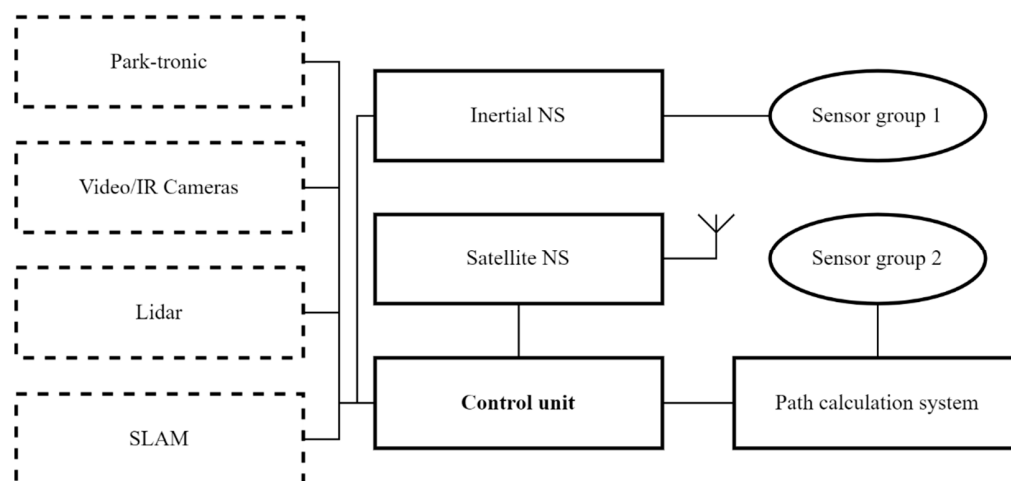 Park-tronic
Inertial NS
Sensor group 1
Video/IR Cameras
Satellite NS
Sensor group 2
Lidar
Control unit
Path calculation system
SLAM